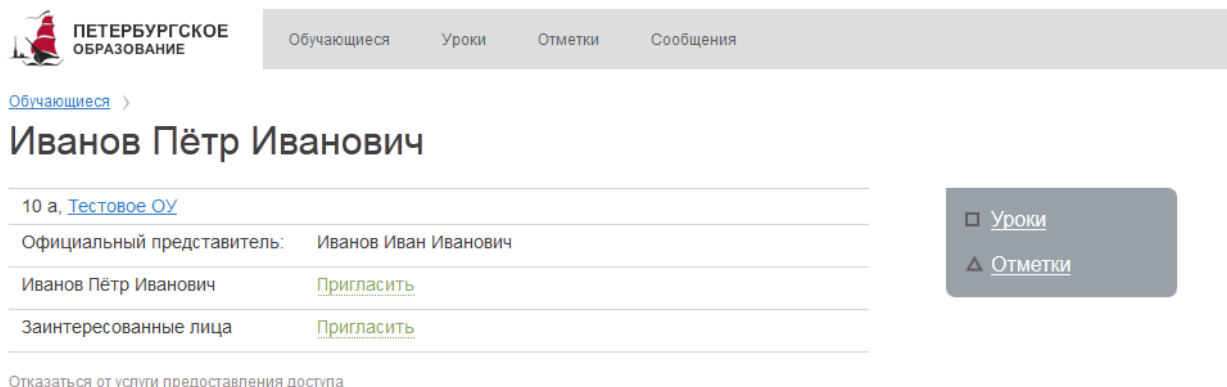 ПЕТЕРБУРГСКОЕ
ОБРАЗОВАНИЕ
Обучающиеся Уроки Отметки Сообщения
Обучающиеся
Иванов Пётр Иванович
10 а, Тестовое ОУ
Официальный представитель: Иванов Иван Иванович
Иванов Пётр Иванович Пригласить
Заинтересованные лица Пригласить
Уроки
Отметки
Отказаться от услуги предоставления доступа